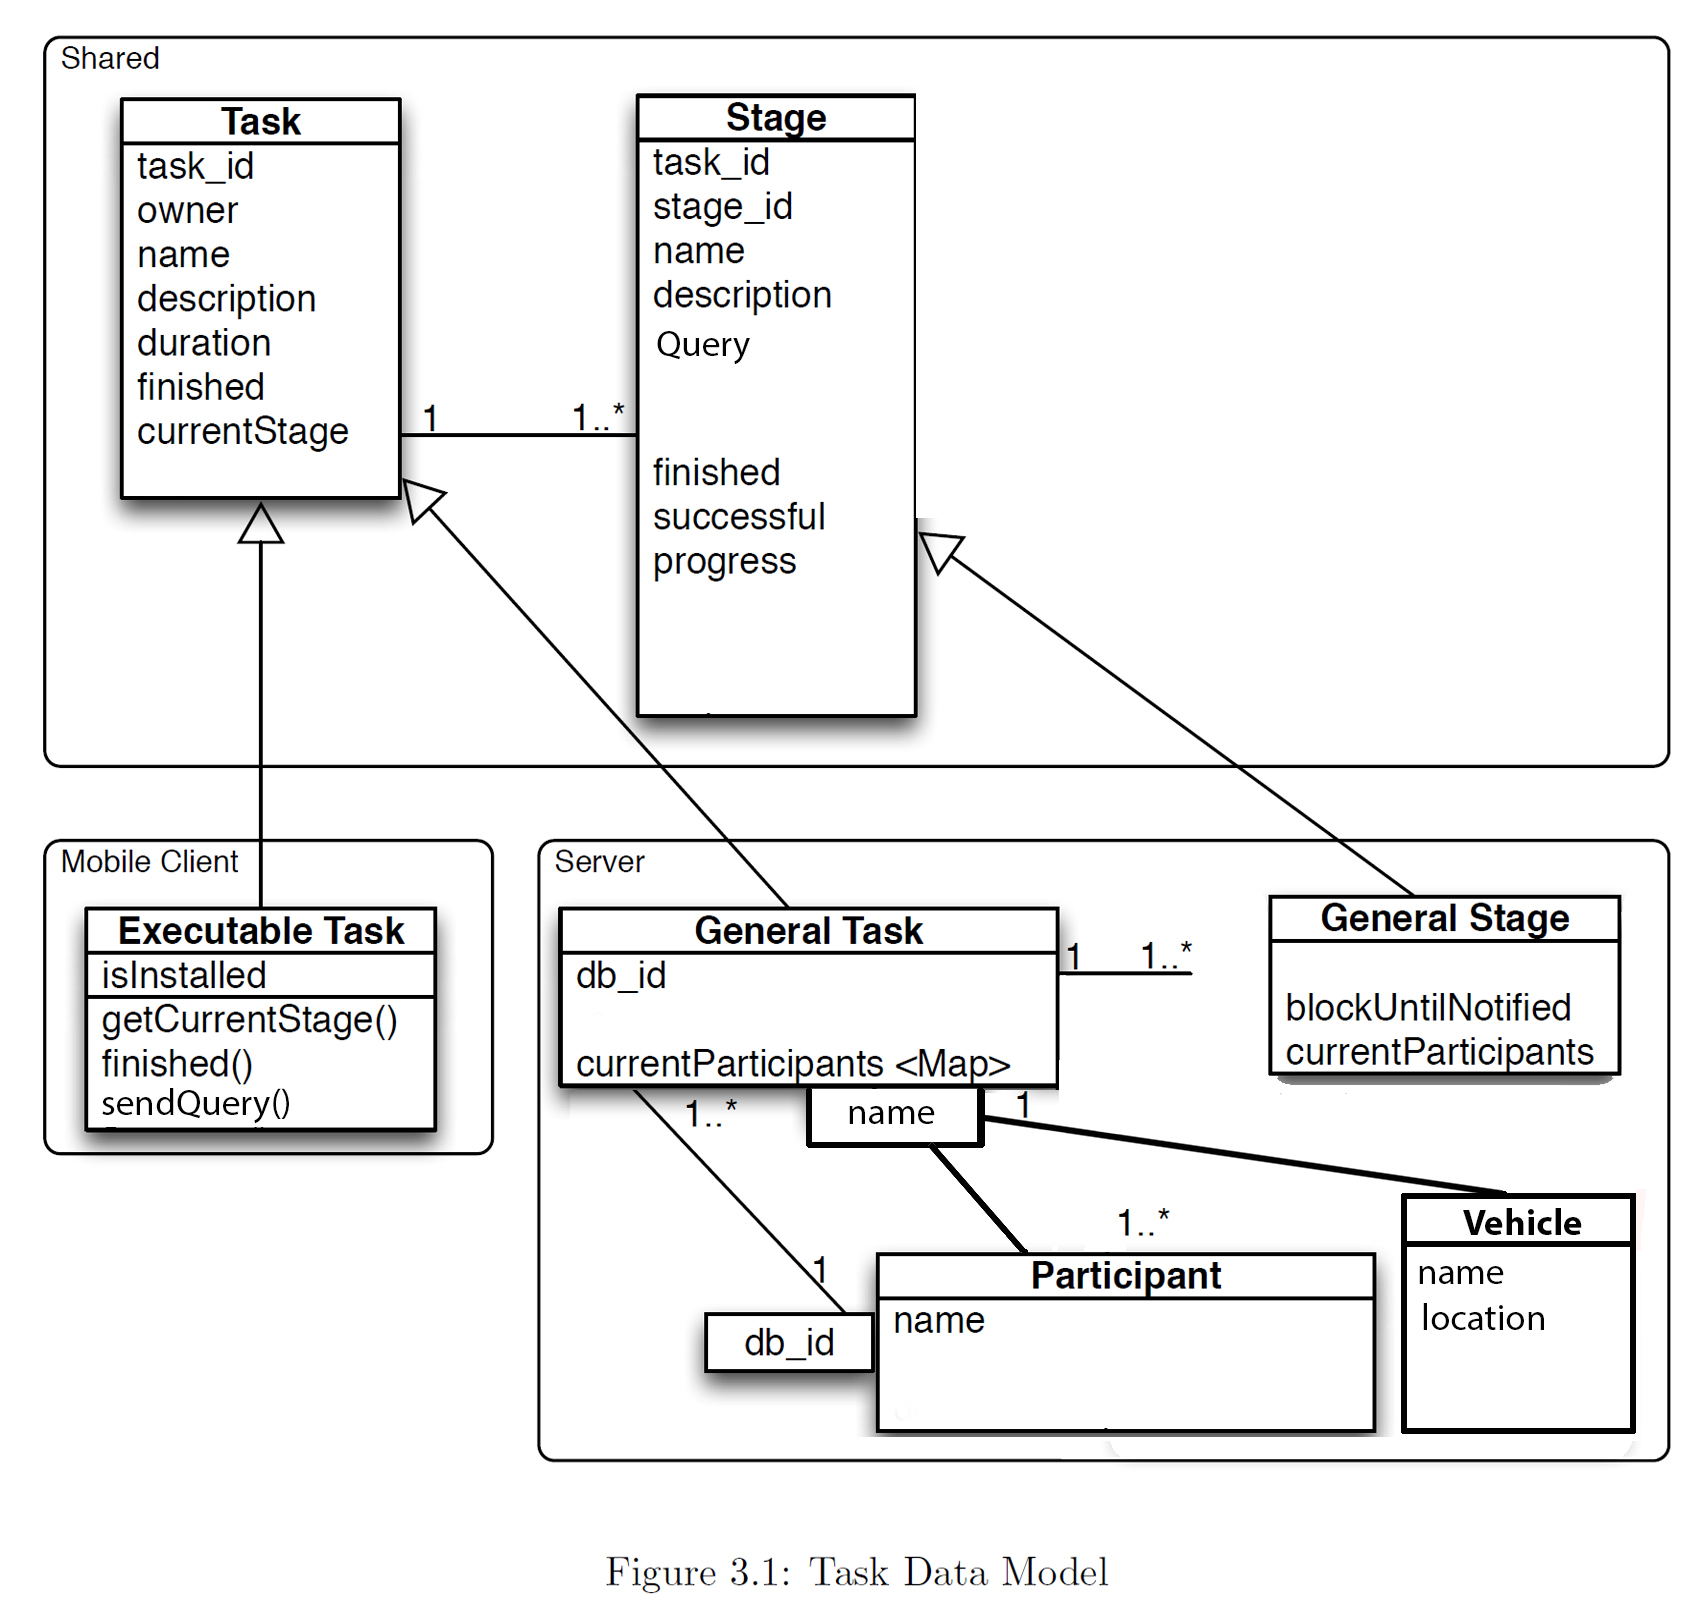 Shared
Task
task_id
owner
name
description
duration
finished
currentStage
1
1..*
Stage
task_id
stage_id
name
description
Query
finished
successful
progress
Mobile Client
Executable Task
isInstalled
getCurrentStage()
finished()
sendQuery()
Server
General Task
db_id
currentParticipants <Map>
1
1..*
General Stage
blockUntilNotified
currentParticipants
1..*
name
1
1..*
1
db_id
Participant
name
Vehicle
name
location
Figure 3.1: Task Data Model